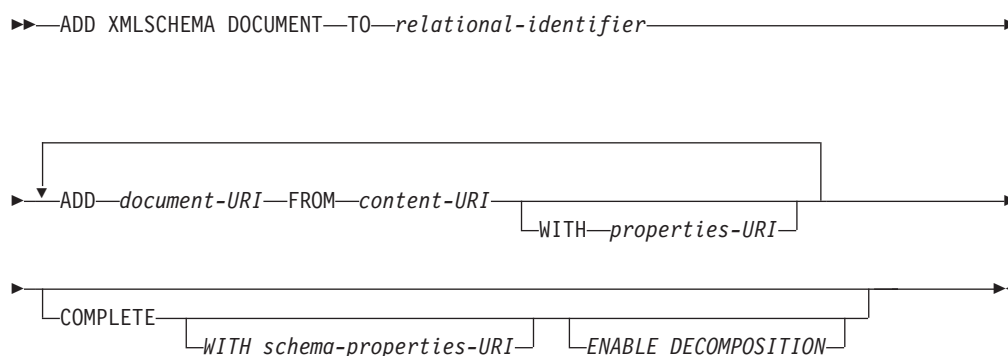 ADD XMLSCHEMA DOCUMENT TO relational-identifier
ADD document-URI FROM content-URI
WITH properties-URI
COMPLETE
WITH schema-properties-URI ENABLE DECOMPOSITION